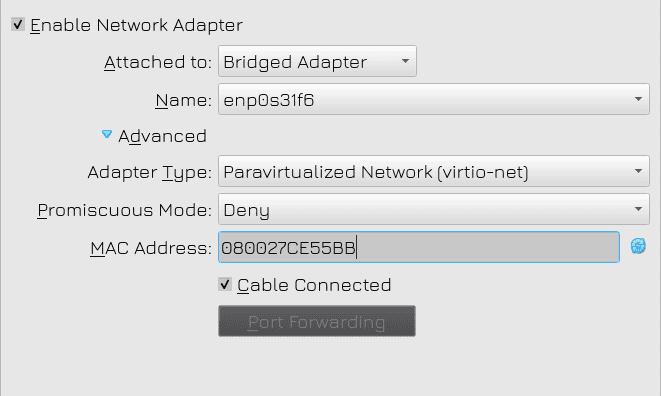 Enable Network Adapter
Attached to: Bridged Adapter
Name: enp0s31f6
Advanced
Adapter Type: Paravirtualized Network (virtio-net)
Promiscuous Mode: Deny
MAC Address: 080027CE55BB
Cable Connected
Port Forwarding